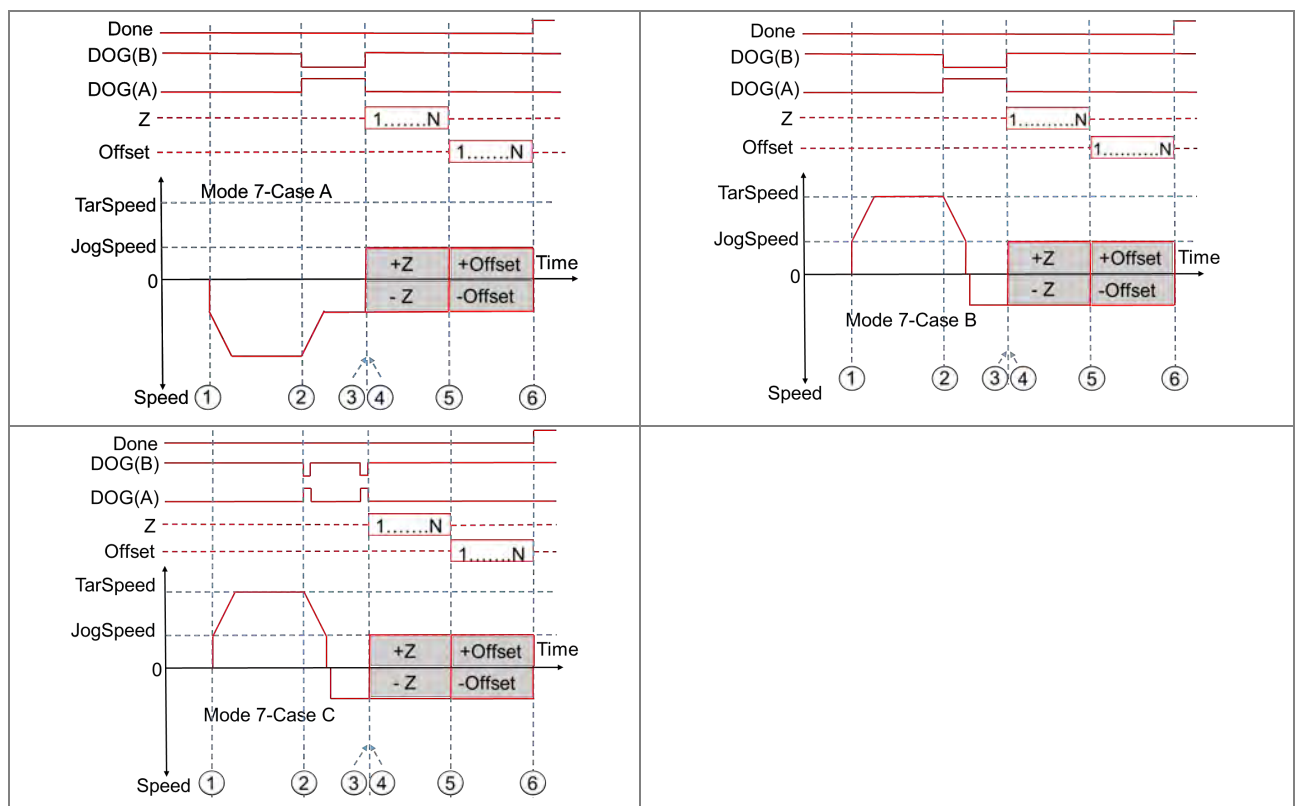 Done
DOG(B)
DOG(A)
Z
1.......N
Offset
1.......N
Mode 7-Case A
TarSpeed
JogSpeed
+Z +Offset Time
0
- Z -Offset
Speed ① ② ③ ④ ⑤ ⑥
Done
DOG(B)
DOG(A)
Z
1..........N
Offset
1..........N
TarSpeed
JogSpeed
+Z +Offset Time
0
- Z -Offset
Mode 7-Case B
① ② ③ ④ ⑤ ⑥
Speed
Done
DOG(B)
DOG(A)
Z
1.......N
Offset
1.......N
TarSpeed
JogSpeed
+Z +Offset Time
0
- Z -Offset
Mode 7-Case C
Speed ① ② ③ ④ ⑤ ⑥